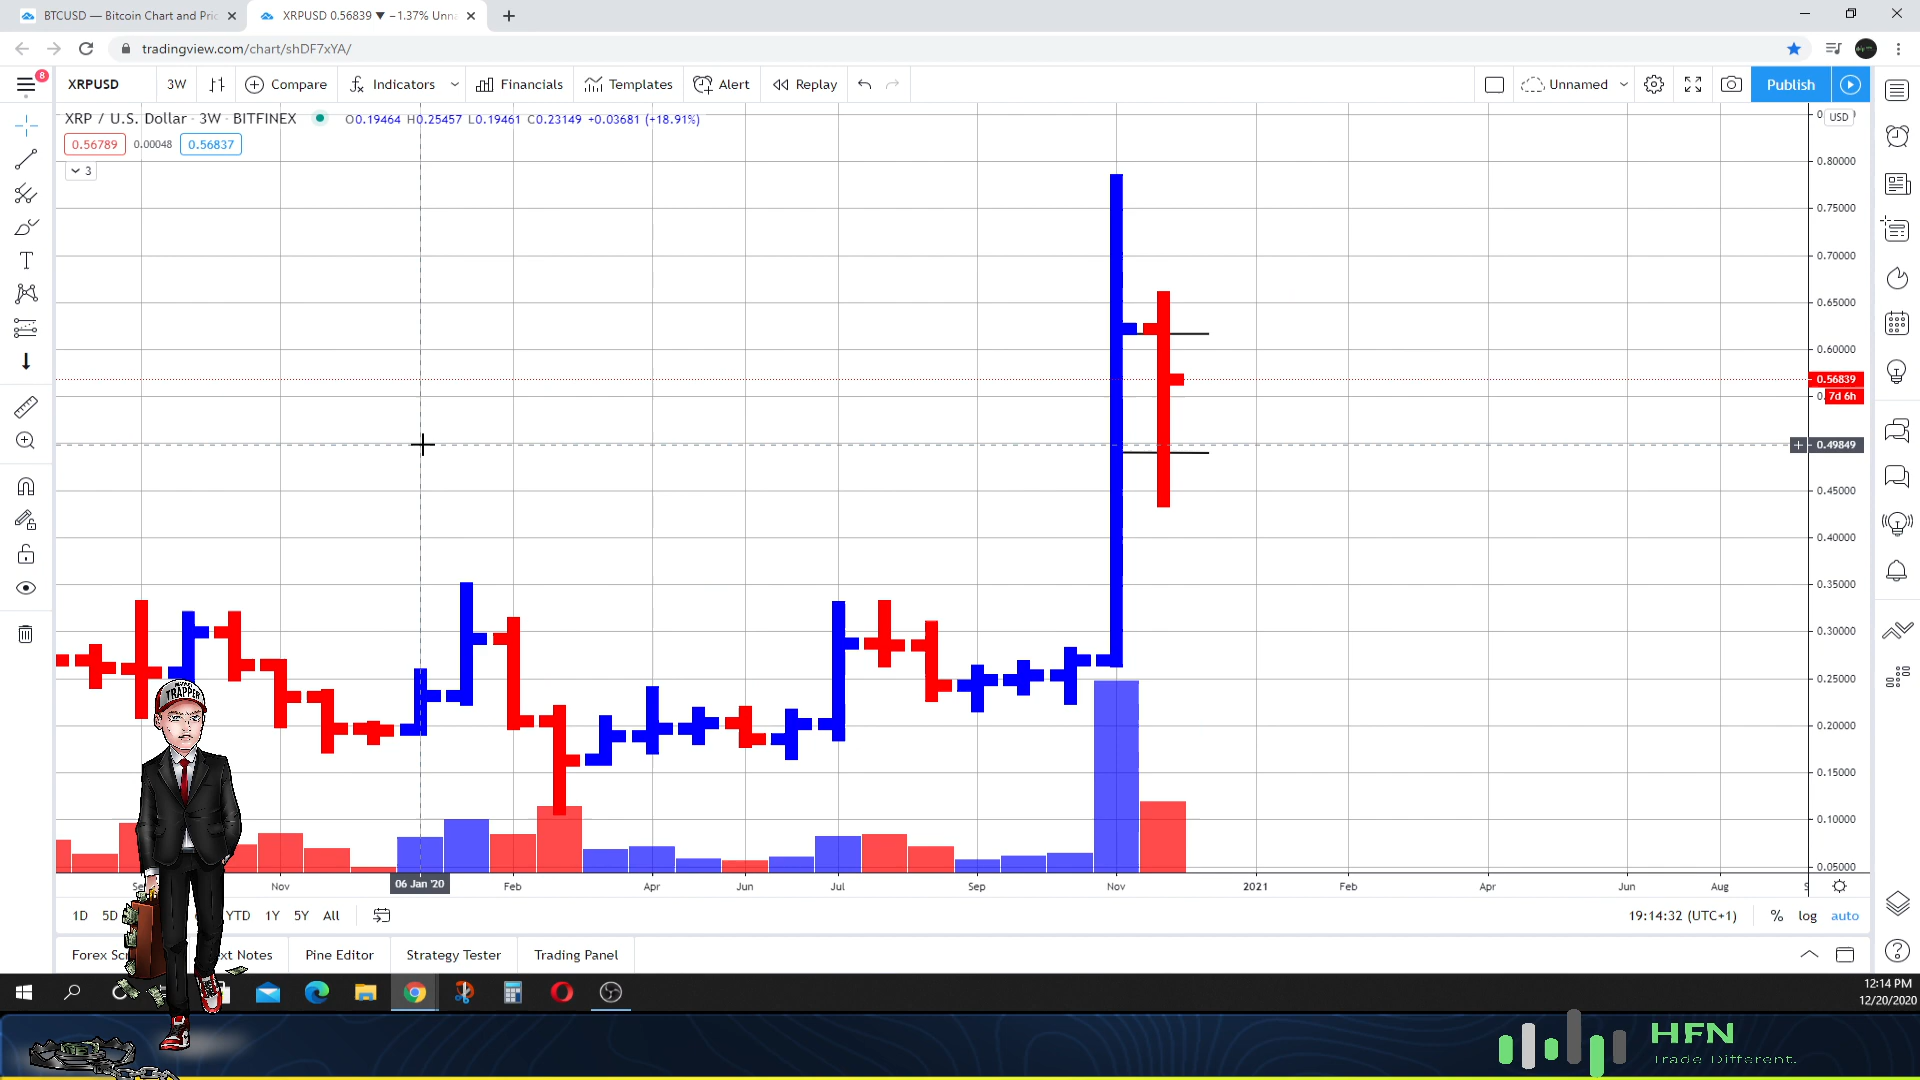 BTCUSD — Bitcoin Chart and Pric
XRPUSD 0.56839 ▼ −1.37% Unna
tradingview.com/chart/shDF7xYA/
8
XRPUSD 3W Compare Indicators Financials Templates Alert Replay Unnamed Publish
XRP / U.S. Dollar · 3W · BITFINEX O0.19464 H0.25457 L0.19461 C0.23149 +0.03681 (+18.91%)
USD
0.56789 0.00048 0.56837
3
0.80000
0.75000
0.70000
0.65000
0.60000
0.56839
7d 6h
0.49849
0.45000
0.40000
0.35000
0.30000
0.25000
0.20000
0.15000
0.10000
0.05000
TRAPPER
Nov 06 Jan '20 Feb Apr Jun Jul Sep Nov 2021 Feb Apr Jun Aug
1D 5D YTD 1Y 5Y All 19:14:32 (UTC+1) % log auto
Forex Notes Pine Editor Strategy Tester Trading Panel
12:14 PM
12/20/2020
HFN
Trade Different.